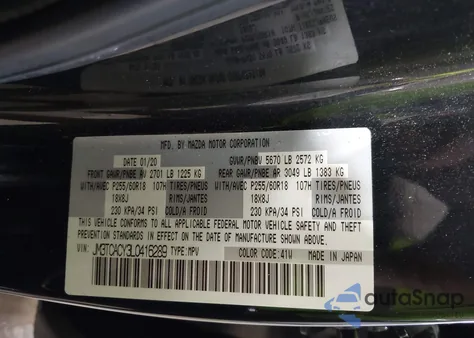 MFD. BY MAZDA MOTOR CORPORATION
DATE 01/20 GVWR/PNBV 5670 LB 2572 KG
FRONT GAWR/PNBE AV 2701 LB 1225 KG REAR GAWR/PNBE AR 3049 LB 1383 KG
WITH/AVEC P255/60R18 107H TIRES/PNEUS WITH/AVEC P255/60R18 107H TIRES/PNEUS
18X8J RIMS/JANTES 18X8J RIMS/JANTES
230 KPA/34 PSI COLD/A FROID 230 KPA/34 PSI COLD/A FROID
THIS VEHICLE CONFORMS TO ALL APPLICABLE FEDERAL MOTOR VEHICLE SAFETY, BUMPER, AND THEFT
PREVENTION STANDARDS IN EFFECT ON THE DATE OF MANUFACTURE SHOWN ABOVE.
JM3TCACY3L0416289 TYPE:MPV COLOR CODE:41W MADE IN JAPAN
autoSnap